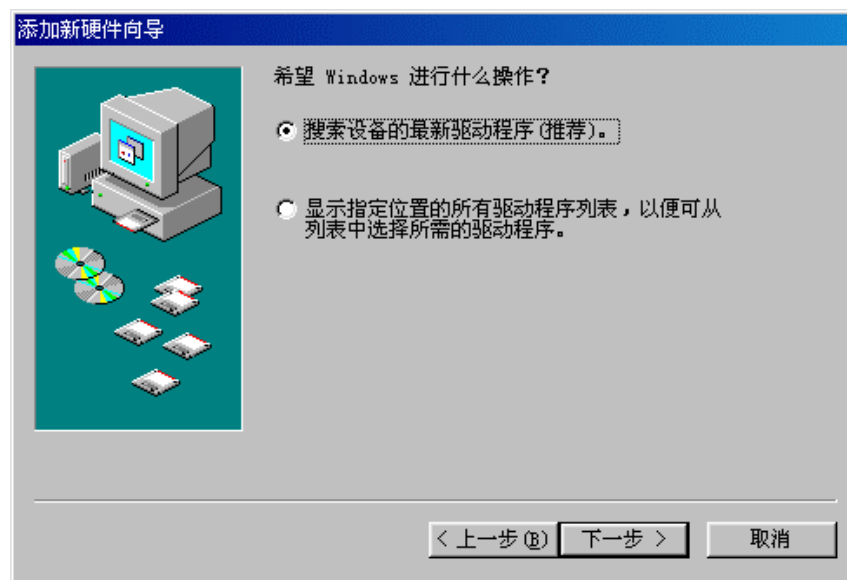 添加新硬件向导
希望 Windows 进行什么操作?
搜索设备的最新驱动程序(推荐)。
显示指定位置的所有驱动程序列表,以便可从
列表中选择所需的驱动程序。
< 上一步(B) 下一步 > 取消